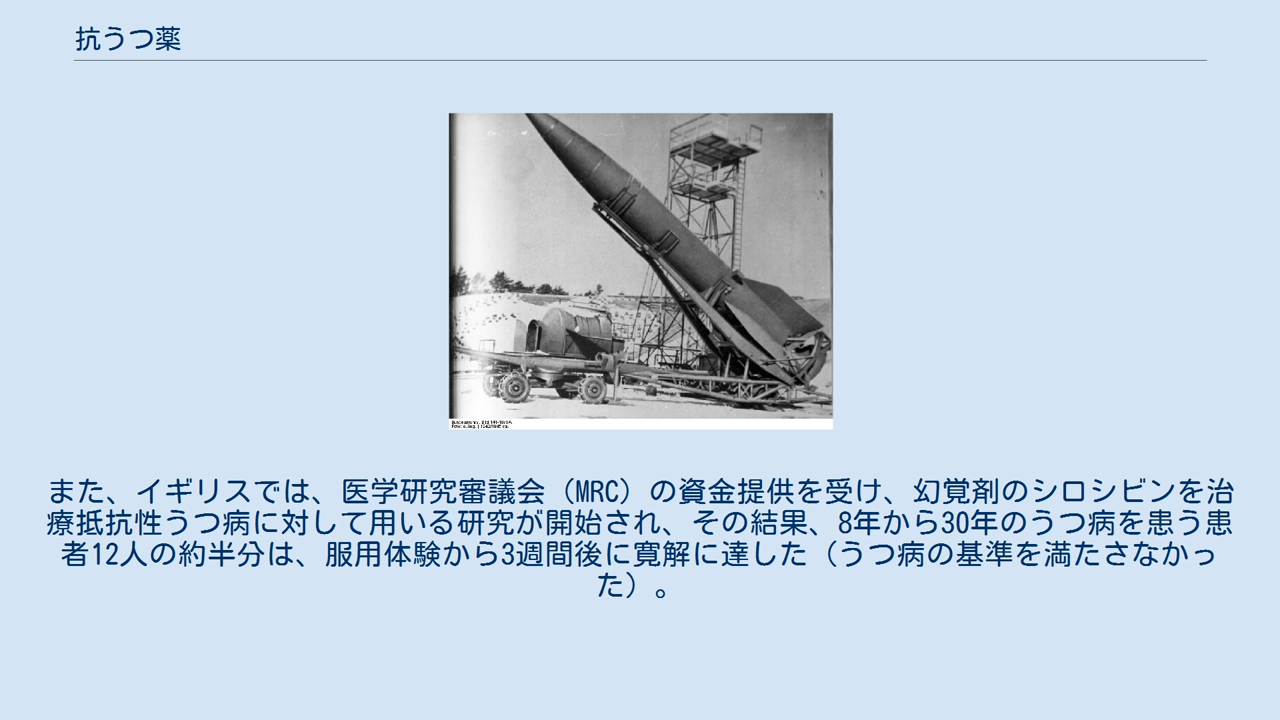 抗うつ薬
また、イギリスでは、医学研究審議会（MRC）の資金提供を受け、幻覚剤のシロシビンを治
療抵抗性うつ病に対して用いる研究が開始され、その結果、8年から30年のうつ病を患う患
者12人の約半分は、服用体験から3週間後に寛解に達した（うつ病の基準を満たさなかっ
た）。